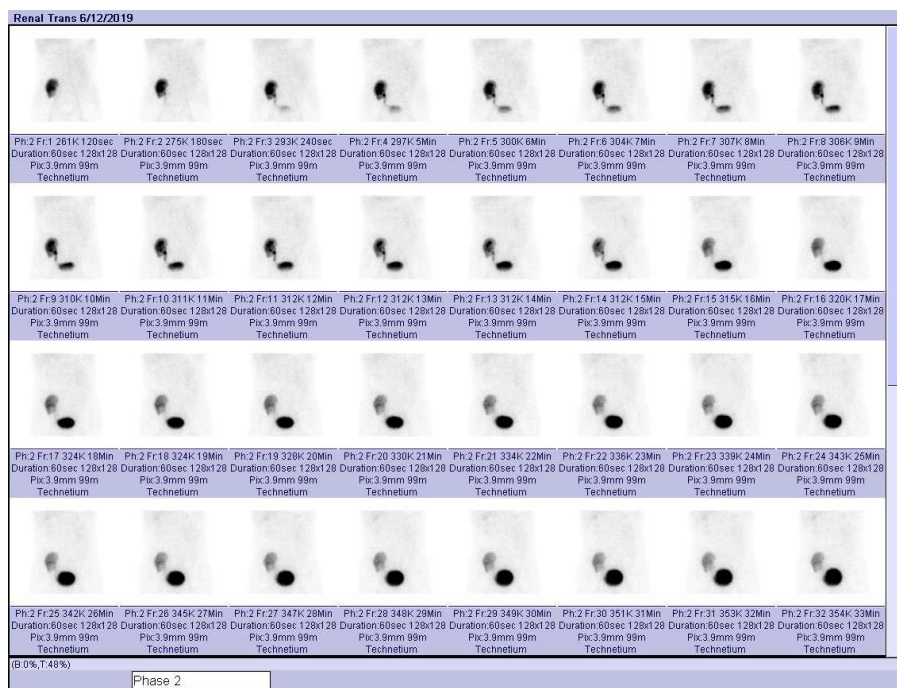 Renal Trans 6/12/2019
Ph:2 Fr:1 261K 120sec Ph:2 Fr:2 275K 180sec Ph:2 Fr:3 293K 240sec Ph:2 Fr:4 297K 5Min Ph:2 Fr:5 300K 6Min Ph:2 Fr:6 304K 7Min Ph:2 Fr:7 307K 8Min Ph:2 Fr:8 306K 9Min
Duration:60sec 128x128 Duration:60sec 128x128 Duration:60sec 128x128 Duration:60sec 128x128 Duration:60sec 128x128 Duration:60sec 128x128 Duration:60sec 128x128 Duration:60sec 128x128
Pix:3.9mm 99m Pix:3.9mm 99m Pix:3.9mm 99m Pix:3.9mm 99m Pix:3.9mm 99m Pix:3.9mm 99m Pix:3.9mm 99m Pix:3.9mm 99m
Technetium Technetium Technetium Technetium Technetium Technetium Technetium Technetium
Ph:2 Fr:9 310K 10Min Ph:2 Fr:10 311K 11Min Ph:2 Fr:11 312K 12Min Ph:2 Fr:12 312K 13Min Ph:2 Fr:13 312K 14Min Ph:2 Fr:14 312K 15Min Ph:2 Fr:15 315K 16Min Ph:2 Fr:16 320K 17Min
Duration:60sec 128x128 Duration:60sec 128x128 Duration:60sec 128x128 Duration:60sec 128x128 Duration:60sec 128x128 Duration:60sec 128x128 Duration:60sec 128x128 Duration:60sec 128x128
Pix:3.9mm 99m Pix:3.9mm 99m Pix:3.9mm 99m Pix:3.9mm 99m Pix:3.9mm 99m Pix:3.9mm 99m Pix:3.9mm 99m Pix:3.9mm 99m
Technetium Technetium Technetium Technetium Technetium Technetium Technetium Technetium
Ph:2 Fr:17 324K 18Min Ph:2 Fr:18 324K 19Min Ph:2 Fr:19 328K 20Min Ph:2 Fr:20 330K 21Min Ph:2 Fr:21 334K 22Min Ph:2 Fr:22 336K 23Min Ph:2 Fr:23 339K 24Min Ph:2 Fr:24 343K 25Min
Duration:60sec 128x128 Duration:60sec 128x128 Duration:60sec 128x128 Duration:60sec 128x128 Duration:60sec 128x128 Duration:60sec 128x128 Duration:60sec 128x128 Duration:60sec 128x128
Pix:3.9mm 99m Pix:3.9mm 99m Pix:3.9mm 99m Pix:3.9mm 99m Pix:3.9mm 99m Pix:3.9mm 99m Pix:3.9mm 99m Pix:3.9mm 99m
Technetium Technetium Technetium Technetium Technetium Technetium Technetium Technetium
Ph:2 Fr:25 342K 26Min Ph:2 Fr:26 345K 27Min Ph:2 Fr:27 347K 28Min Ph:2 Fr:28 348K 29Min Ph:2 Fr:29 349K 30Min Ph:2 Fr:30 351K 31Min Ph:2 Fr:31 353K 32Min Ph:2 Fr:32 354K 33Min
Duration:60sec 128x128 Duration:60sec 128x128 Duration:60sec 128x128 Duration:60sec 128x128 Duration:60sec 128x128 Duration:60sec 128x128 Duration:60sec 128x128 Duration:60sec 128x128
Pix:3.9mm 99m Pix:3.9mm 99m Pix:3.9mm 99m Pix:3.9mm 99m Pix:3.9mm 99m Pix:3.9mm 99m Pix:3.9mm 99m Pix:3.9mm 99m
Technetium Technetium Technetium Technetium Technetium Technetium Technetium Technetium
(B:0%,T:48%)
Phase 2